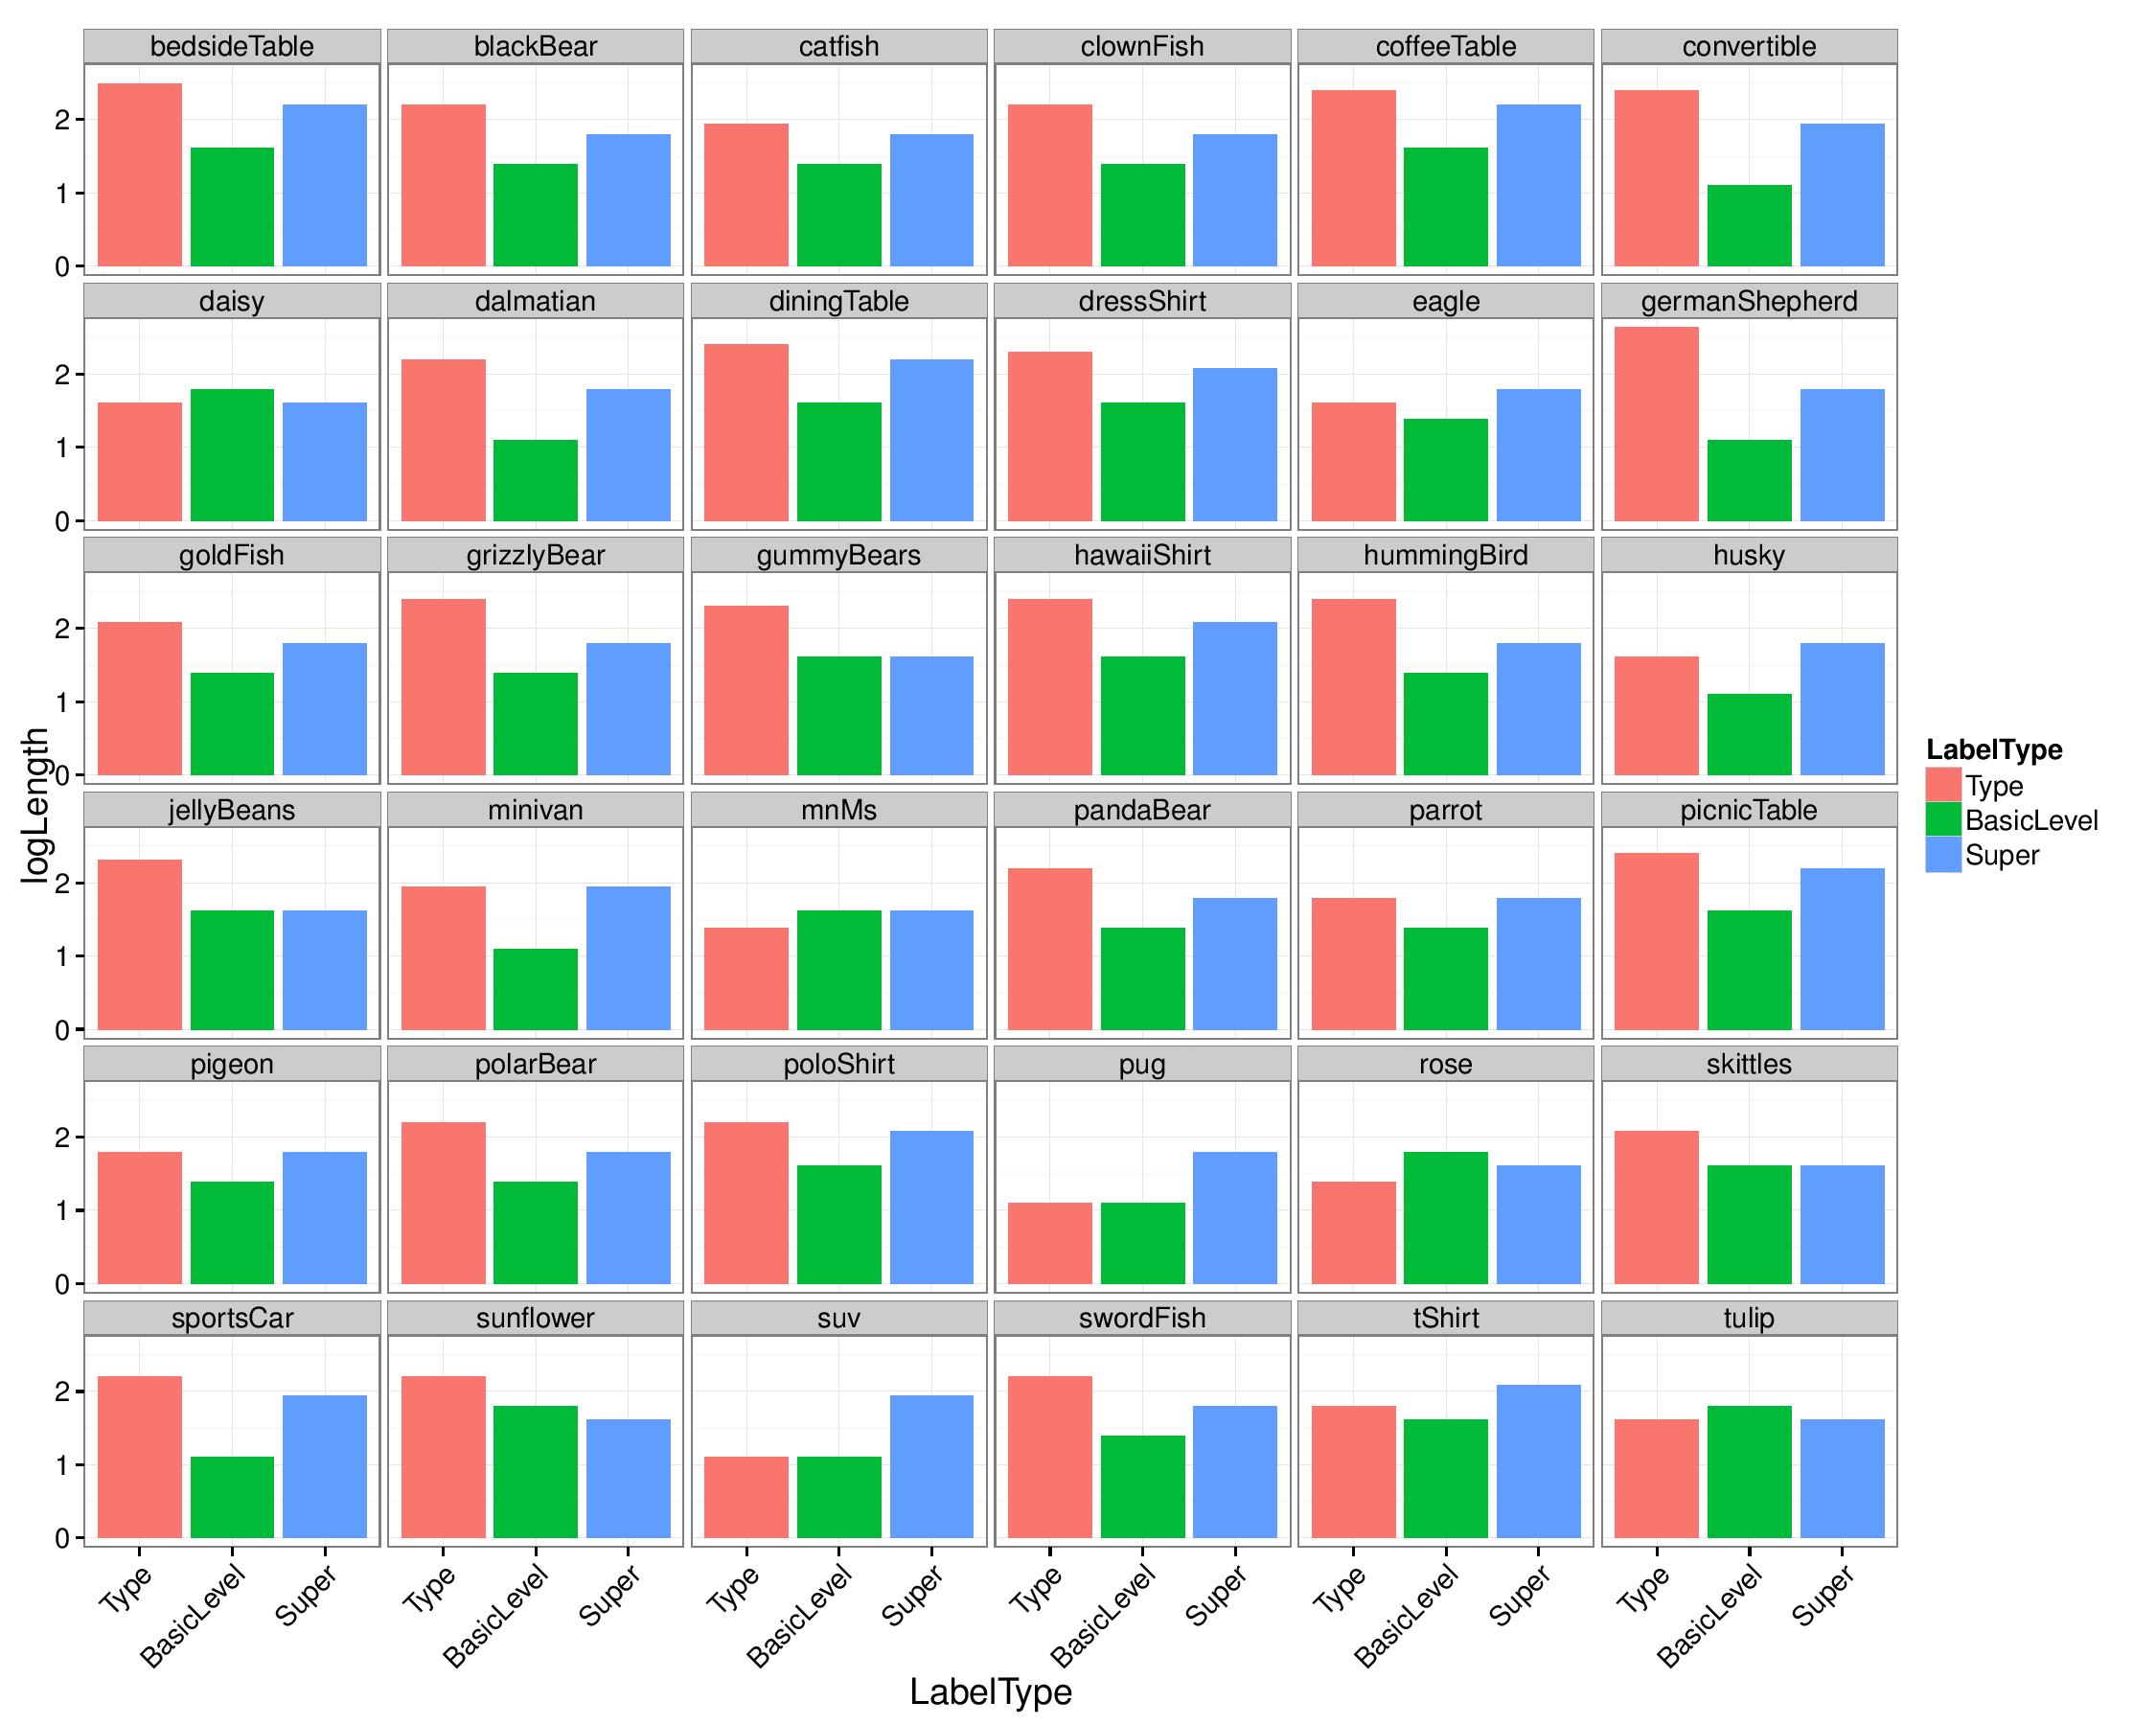 bedsideTable blackBear catfish clownFish coffeeTable convertible
2
1
0
daisy dalmatian diningTable dressShirt eagle germanShepherd
2
1
0
goldFish grizzlyBear gummyBears hawaiiShirt hummingBird husky
2
1
0
jellyBeans minivan mnMs pandaBear parrot picnicTable
2
1
0
pigeon polarBear poloShirt pug rose skittles
2
1
0
sportsCar sunflower suv swordFish tShirt tulip
2
1
0
Type BasicLevel Super Type BasicLevel Super Type BasicLevel Super Type BasicLevel Super Type BasicLevel Super Type BasicLevel Super
LabelType
logLength
LabelType
Type
BasicLevel
Super